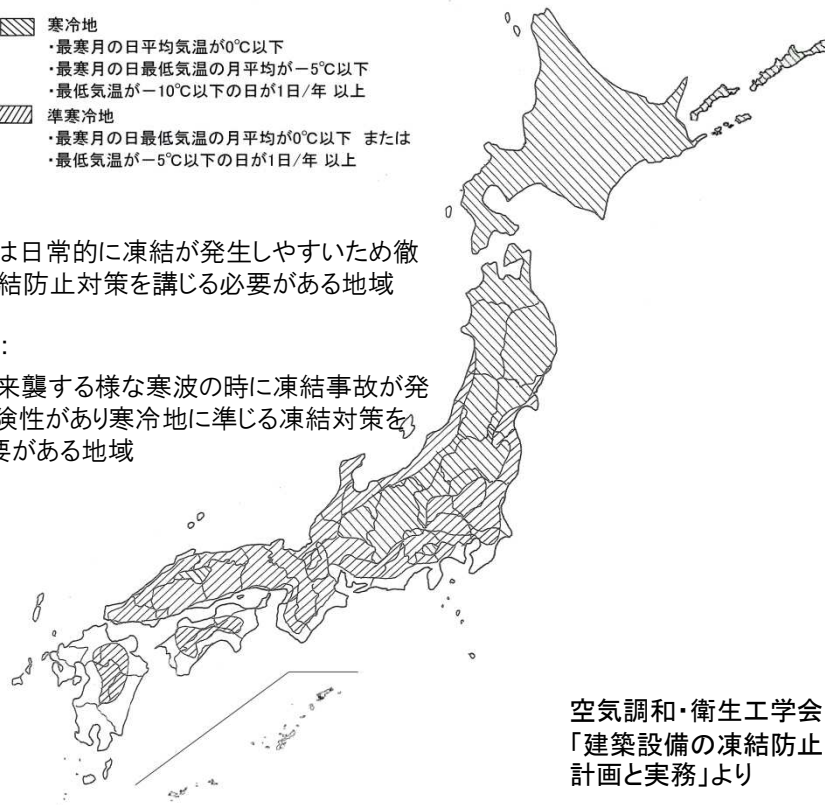 寒冷地
・最寒月の日平均気温が0℃以下
・最寒月の日最低気温の月平均が－5℃以下
・最低気温が－10℃以下の日が1日/年 以上
準寒冷地
・最寒月の日最低気温の月平均が0℃以下 または
・最低気温が－5℃以下の日が1日/年 以上
は日常的に凍結が発生しやすいため徹
結防止対策を講じる必要がある地域
：
来襲する様な寒波の時に凍結事故が発
険性があり寒冷地に準じる凍結対策を
要がある地域
空気調和・衛生工学会
「建築設備の凍結防止
計画と実務」より